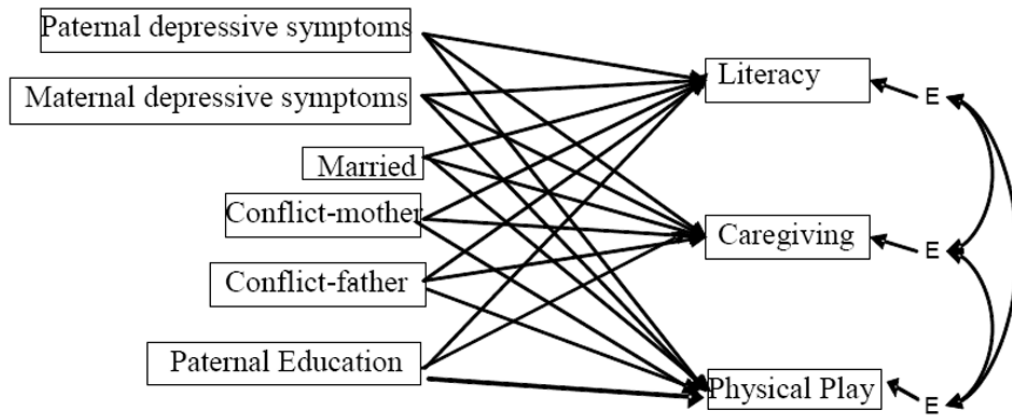 Paternal depressive symptoms
Maternal depressive symptoms
Married
Conflict-mother
Conflict-father
Paternal Education
Literacy
Caregiving
Physical Play
E
E
E